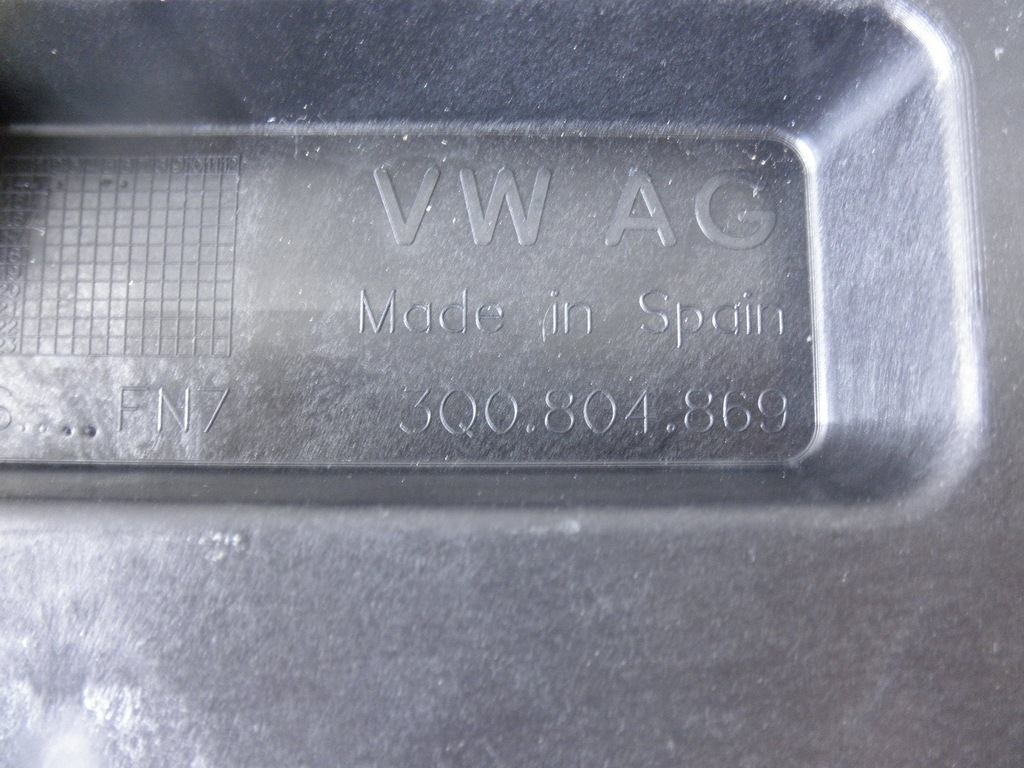 VW AG
Made in Spain
FN7 3Q0.804.869